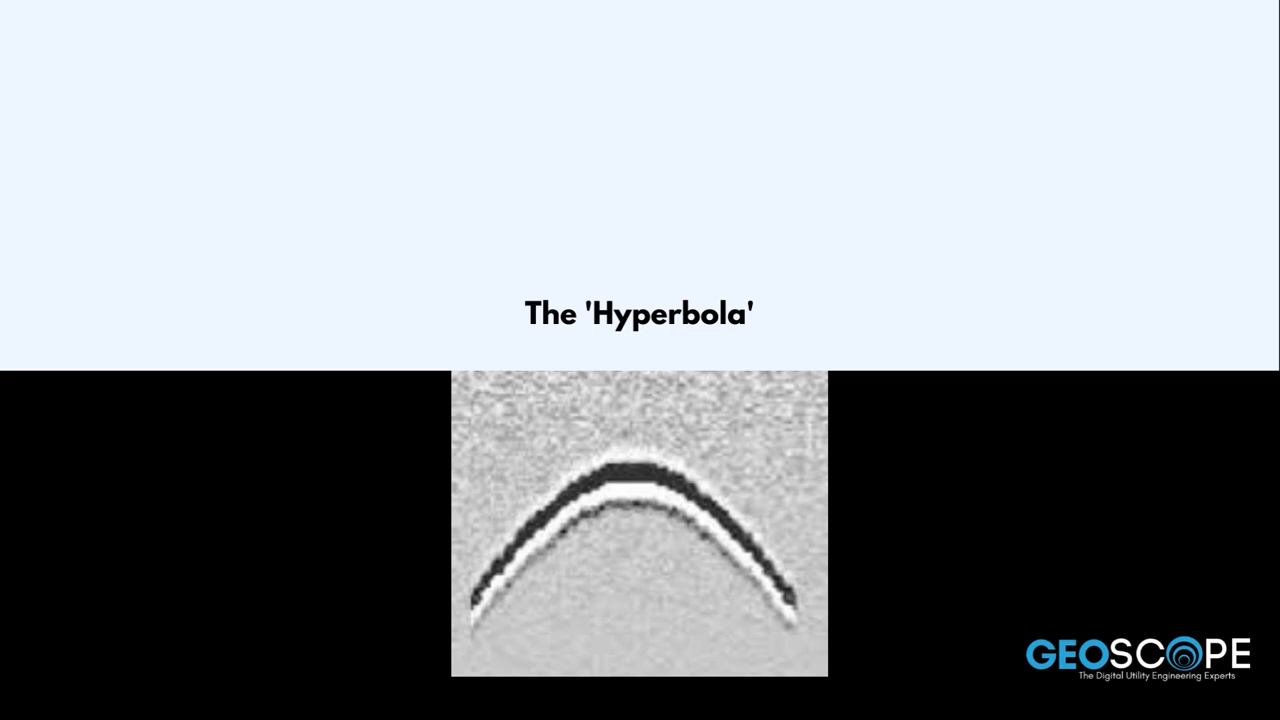 The 'Hyperbola'
GEOSCOPE
The Digital Utility Engineering Experts